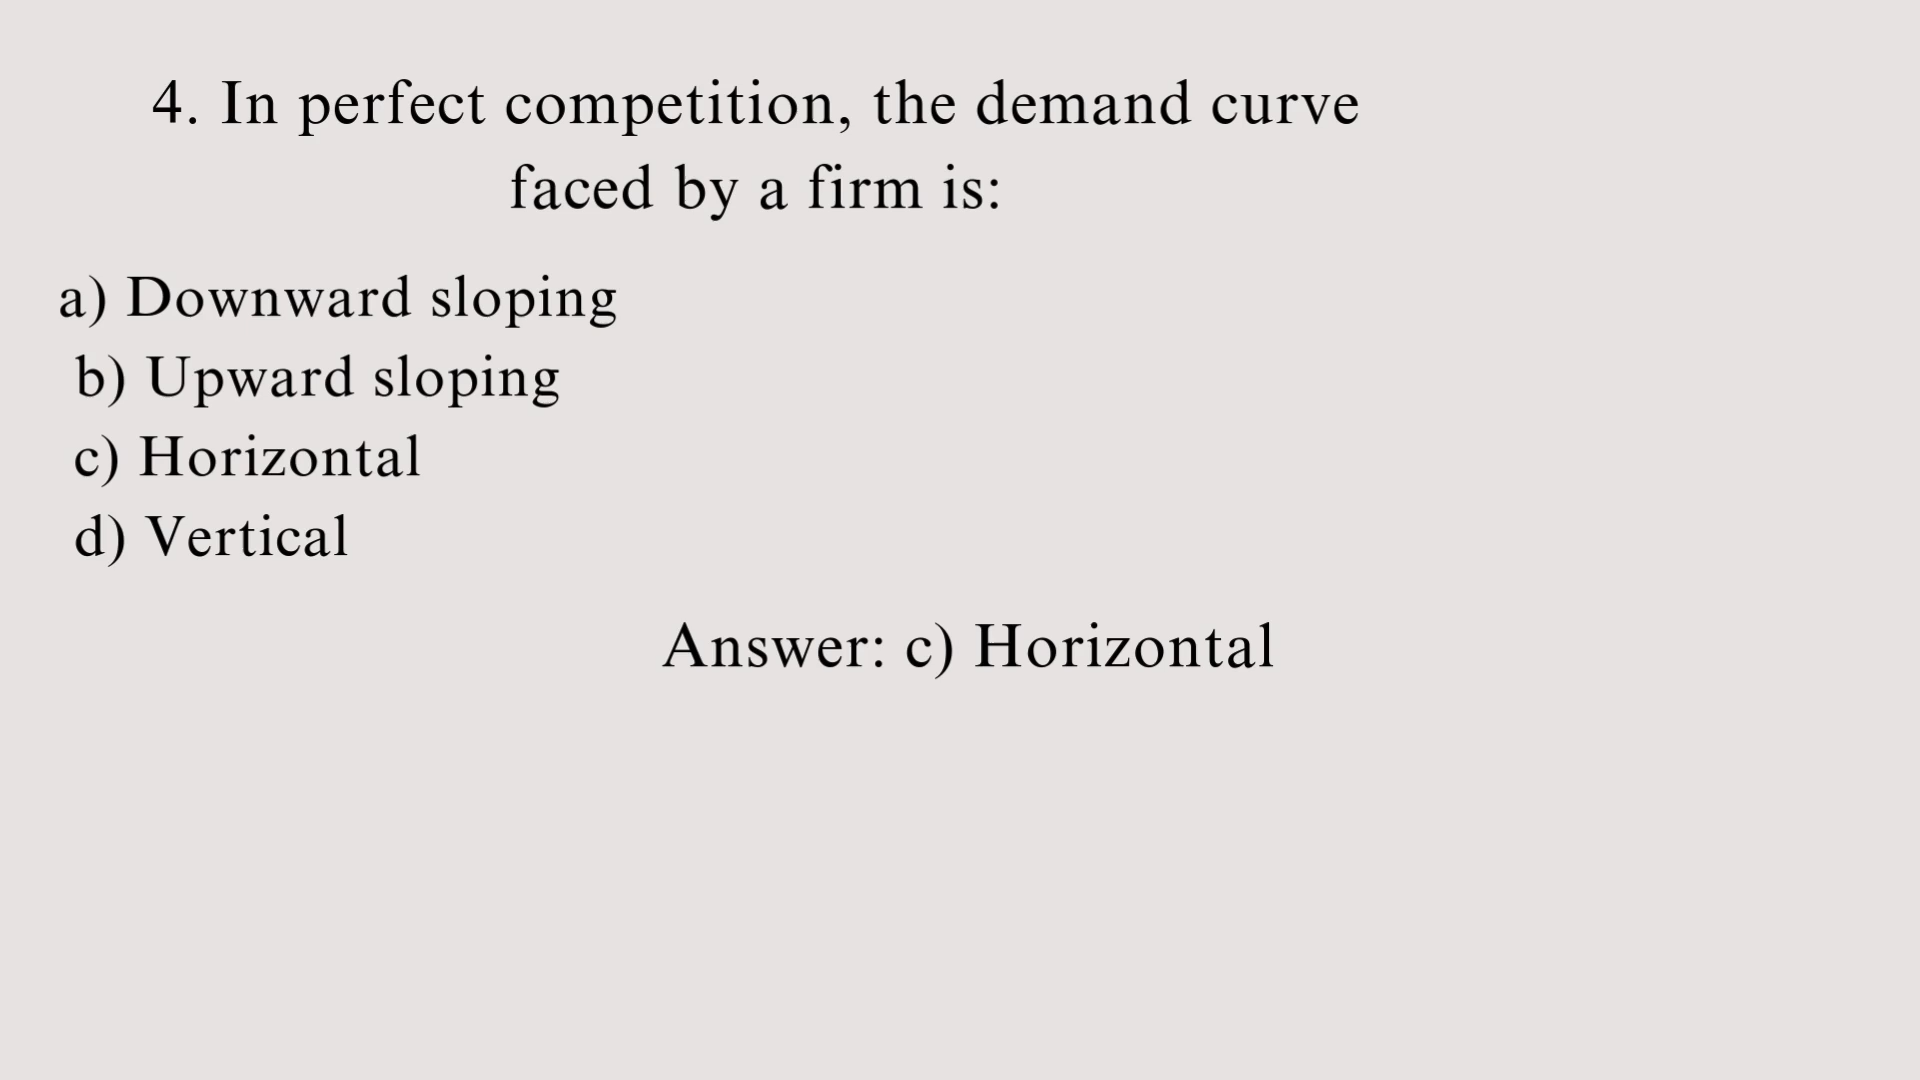 4. In perfect competition, the demand curve
faced by a firm is:
a) Downward sloping
b) Upward sloping
c) Horizontal
d) Vertical
Answer: c) Horizontal